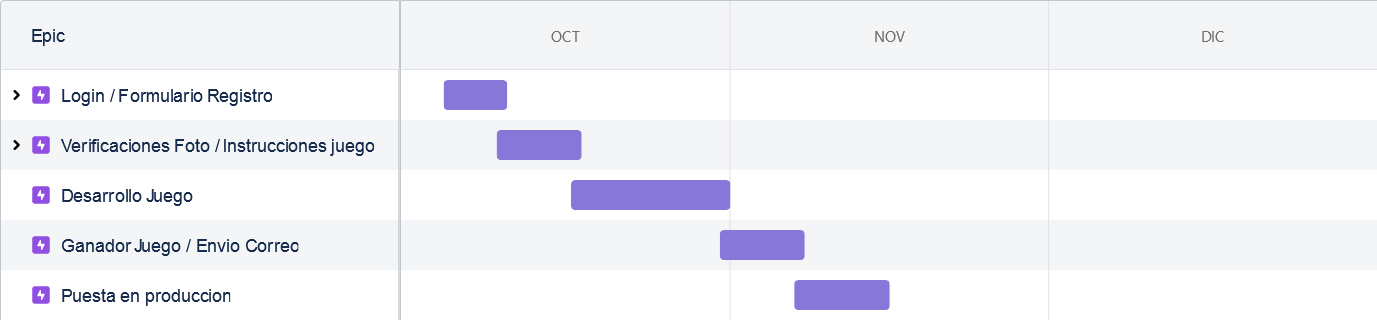 Epic
OCT
NOV
DIC
Login / Formulario Registro
Verificaciones Foto / Instrucciones juego
Desarrollo Juego
Ganador Juego / Envio Correo
Puesta en produccion